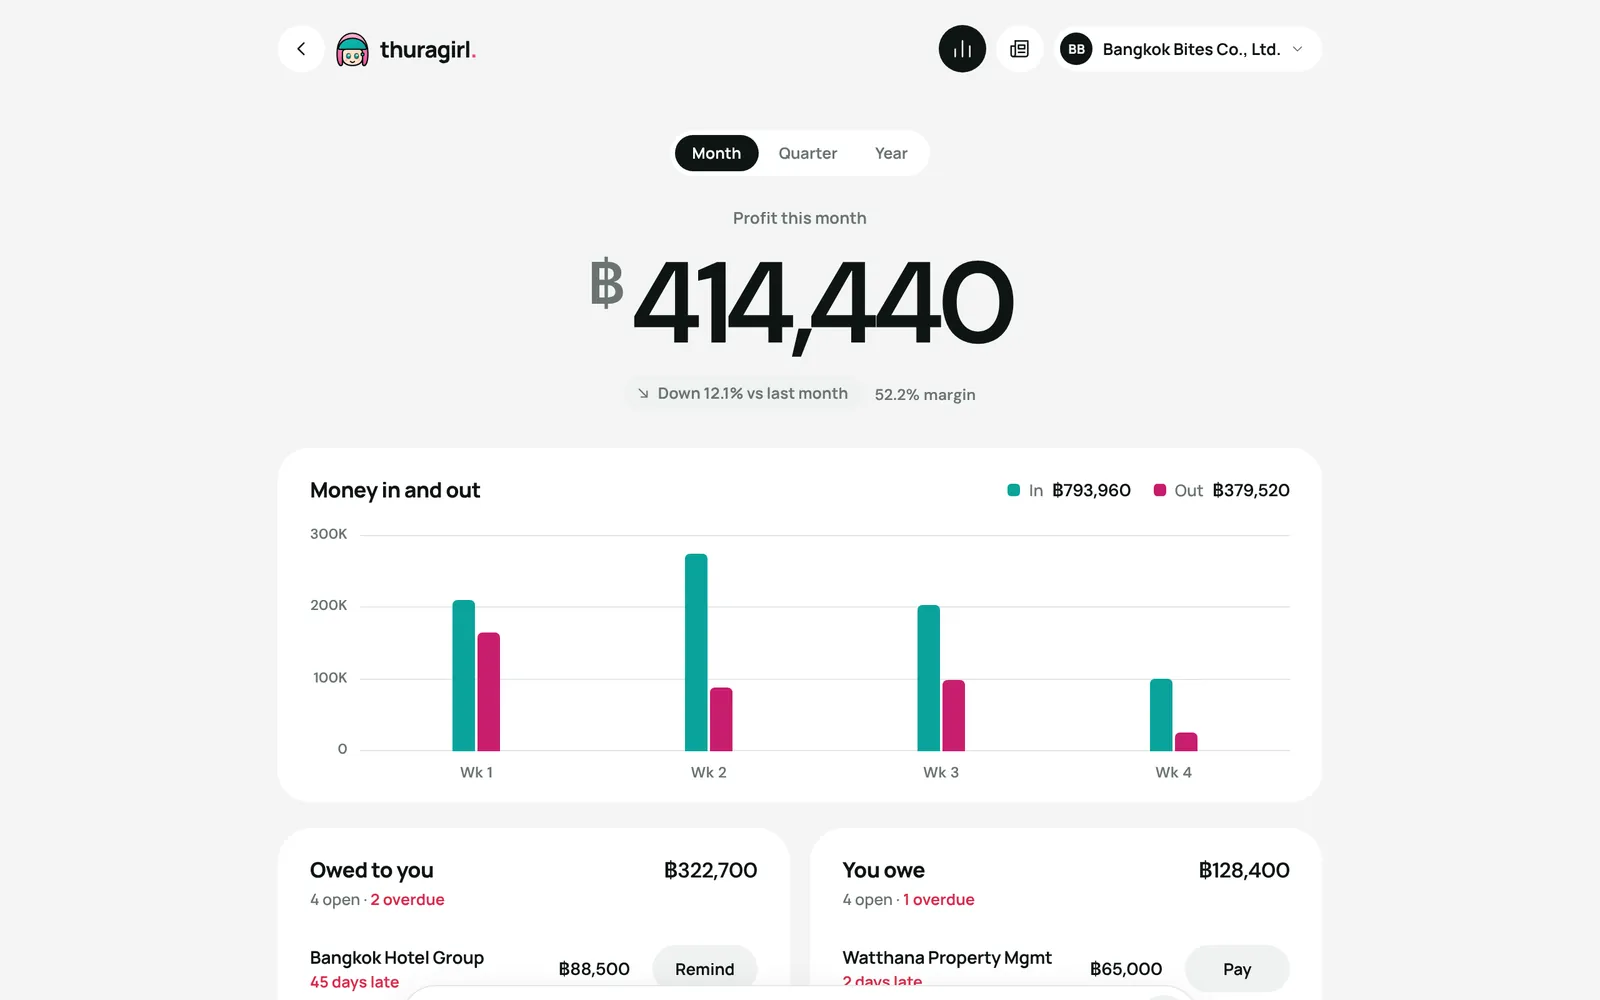 thuragirl.
BB Bangkok Bites Co., Ltd.
Month Quarter Year
Profit this month
฿414,440
↘ Down 12.1% vs last month 52.2% margin
Money in and out
In ฿793,960 Out ฿379,520
300K
200K
100K
0
Wk 1 Wk 2 Wk 3 Wk 4
Owed to you ฿322,700
4 open · 2 overdue
Bangkok Hotel Group ฿88,500 Remind
45 days late
You owe ฿128,400
4 open · 1 overdue
Watthana Property Mgmt ฿65,000 Pay
2 days late